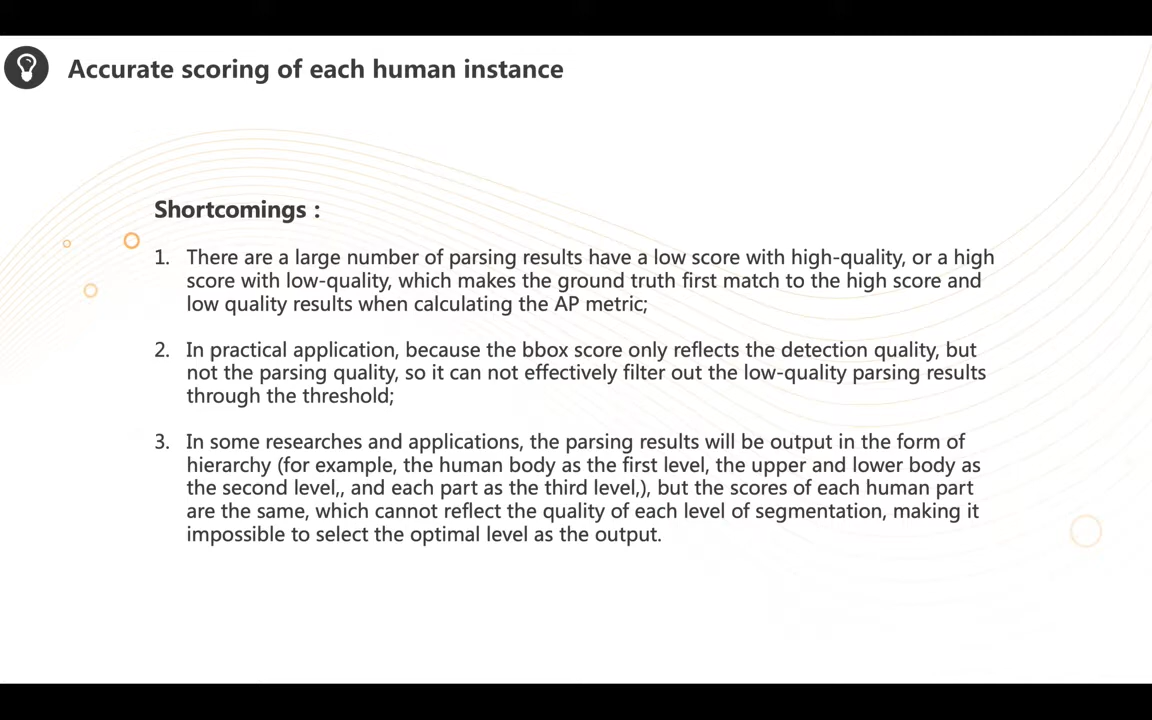 Accurate scoring of each human instance
Shortcomings :
1. There are a large number of parsing results have a low score with high-quality, or a high
score with low-quality, which makes the ground truth first match to the high score and
low quality results when calculating the AP metric;
2. In practical application, because the bbox score only reflects the detection quality, but
not the parsing quality, so it can not effectively filter out the low-quality parsing results
through the threshold;
3. In some researches and applications, the parsing results will be output in the form of
hierarchy (for example, the human body as the first level, the upper and lower body as
the second level,, and each part as the third level,), but the scores of each human part
are the same, which cannot reflect the quality of each level of segmentation, making it
impossible to select the optimal level as the output.